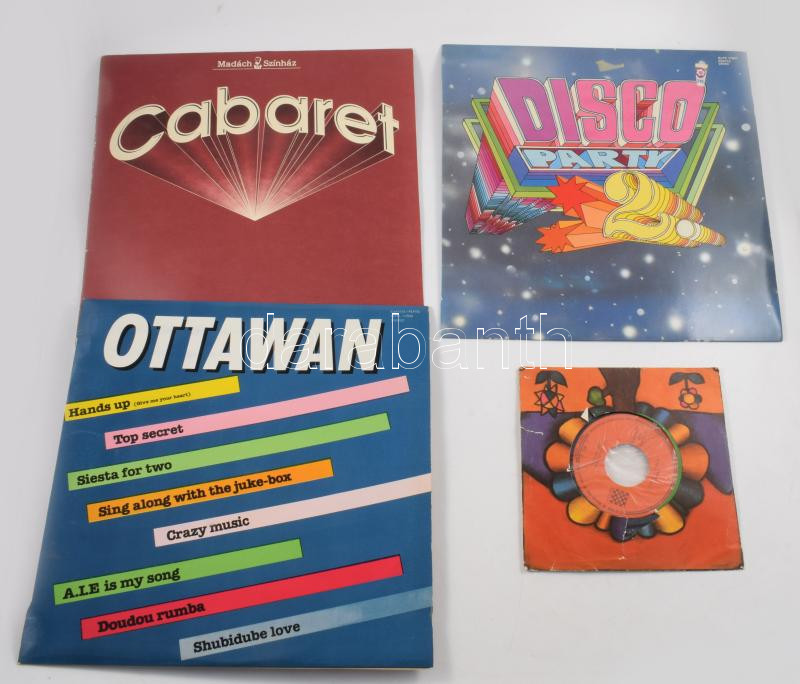 Madách Színház
Cabaret
DISCO
PARTY
2.
OTTAWAN
Hands up (Give me your heart)
Top secret
Siesta for two
Sing along with the juke-box
Crazy music
A.I.E is my song
Doudou rumba
Shubidube love
darabanth